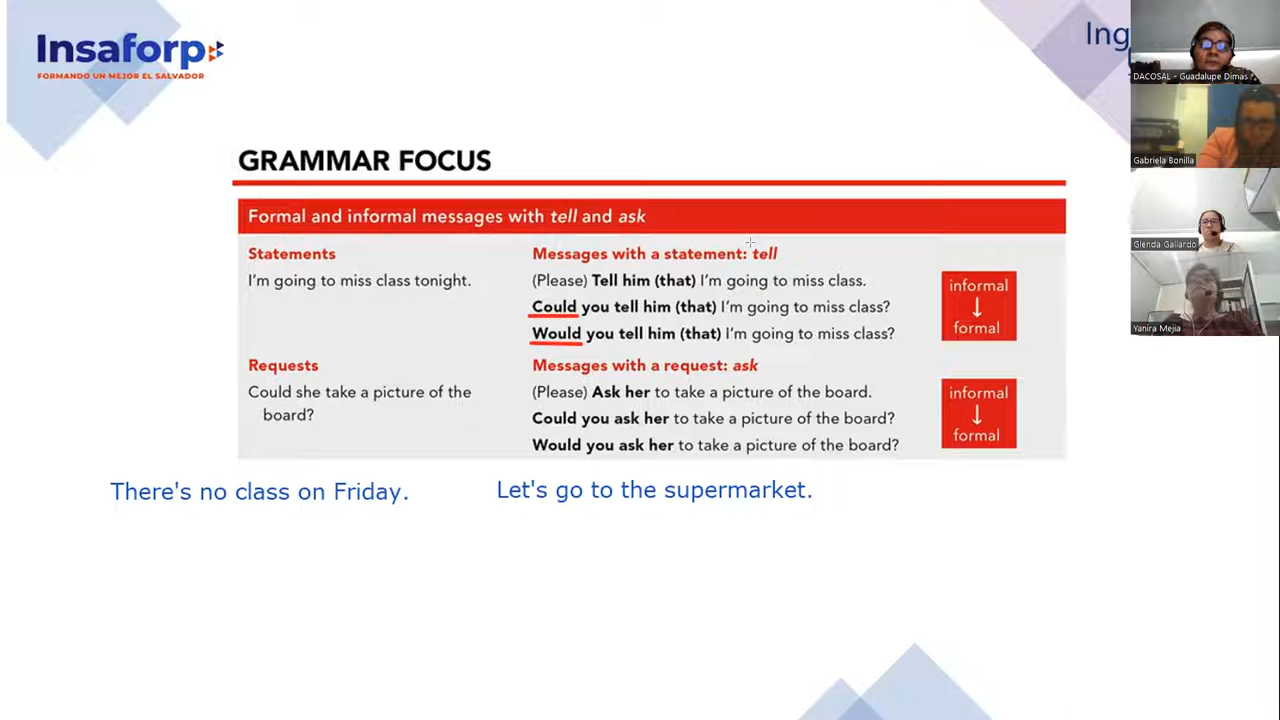 Insaforp
FORMANDO UN MEJOR EL SALVADOR
Ing
GRAMMAR FOCUS
Formal and informal messages with tell and ask
Statements
I'm going to miss class tonight.
Messages with a statement: tell
(Please) Tell him (that) I'm going to miss class.
Could you tell him (that) I'm going to miss class?
Would you tell him (that) I'm going to miss class?
informal
formal
Requests
Could she take a picture of the
board?
Messages with a request: ask
(Please) Ask her to take a picture of the board.
Could you ask her to take a picture of the board?
Would you ask her to take a picture of the board?
informal
formal
There's no class on Friday.
Let's go to the supermarket.
DACOSAL - Guadalupe Dimas
Gabriela Bonilla
Glenda Gallardo
Yanira Mejia